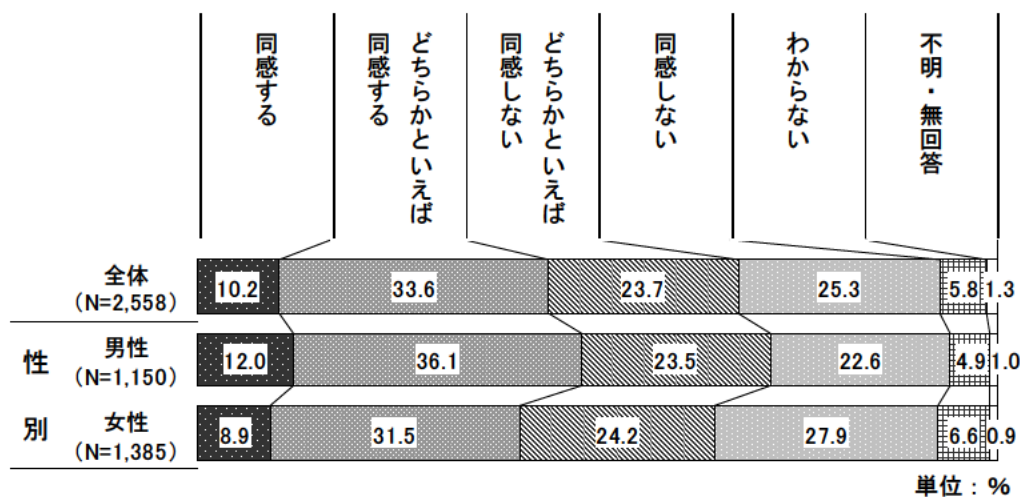 同感する
どちらかといえば
同感する
どちらかといえば
同感しない
同感しない
わからない
不明・無回答
全体
（N=2,558）
10.2 33.6 23.7 25.3 5.8 1.3
性別
男性
（N=1,150）
12.0 36.1 23.5 22.6 4.9 1.0
女性
（N=1,385）
8.9 31.5 24.2 27.9 6.6 0.9
単位：%